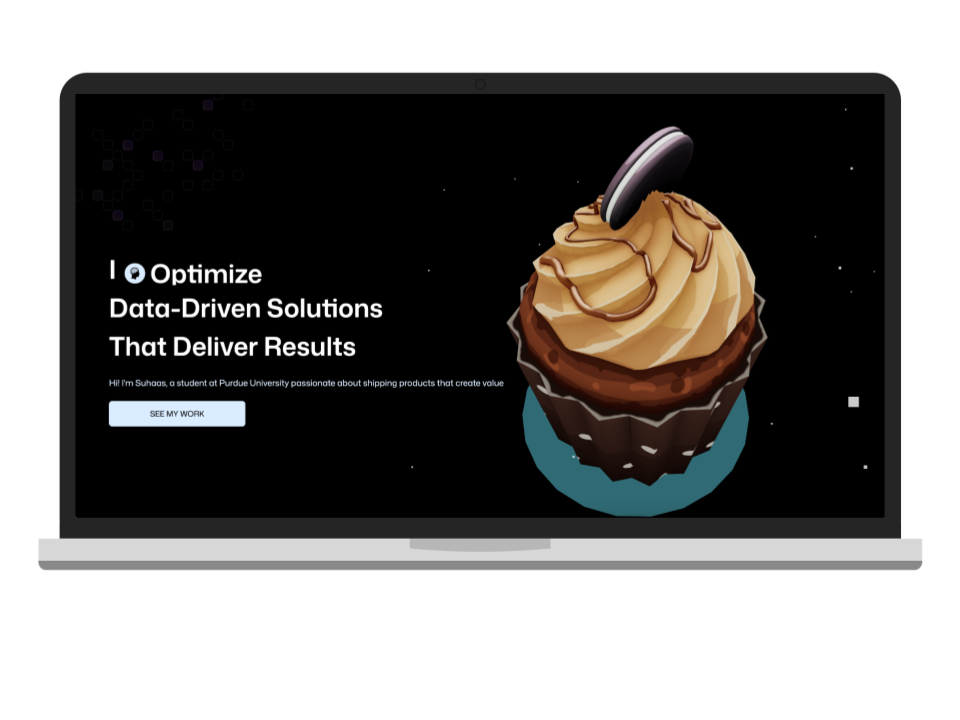 I Optimize
Data-Driven Solutions
That Deliver Results
Hi! I'm Suhaas, a student at Purdue University passionate about shipping products that create value
SEE MY WORK